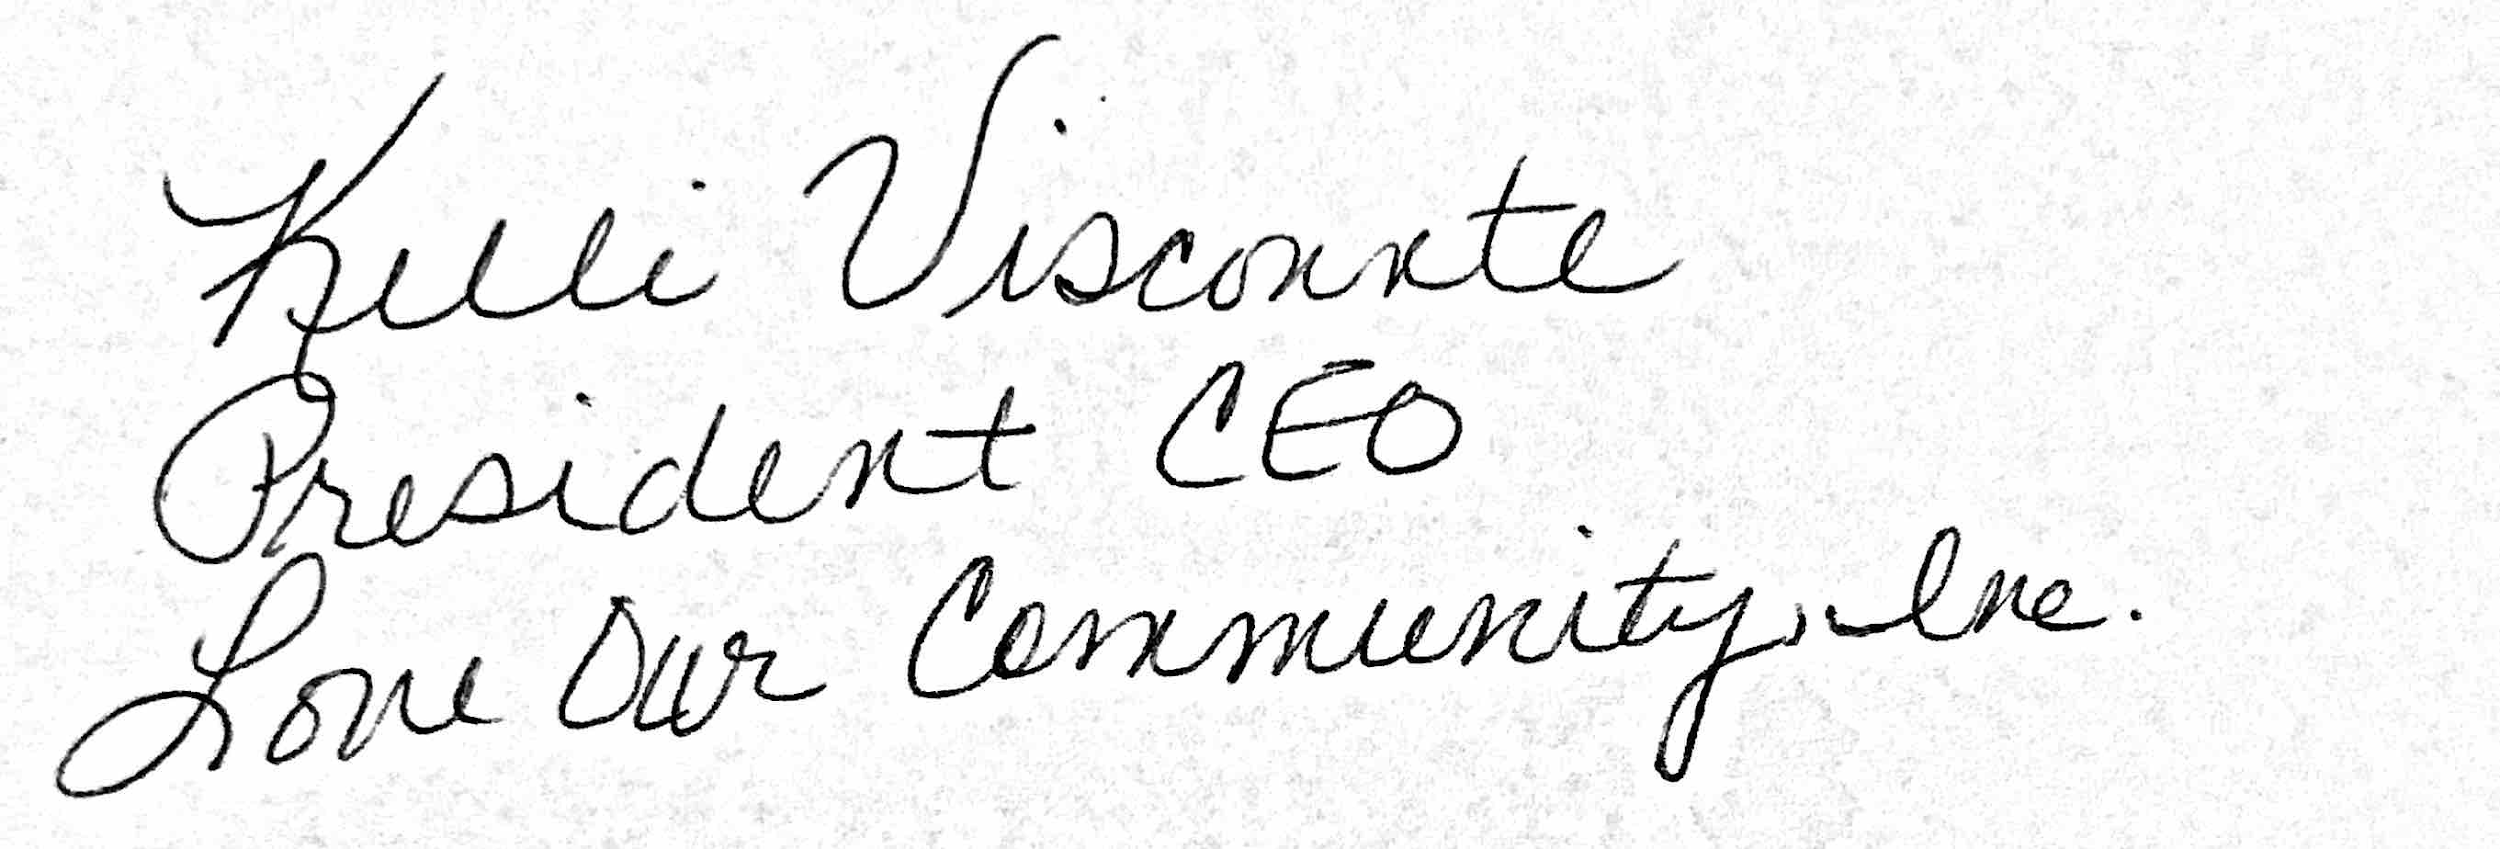 Kelli Visconte
President CEO
Love Our Community, Inc.